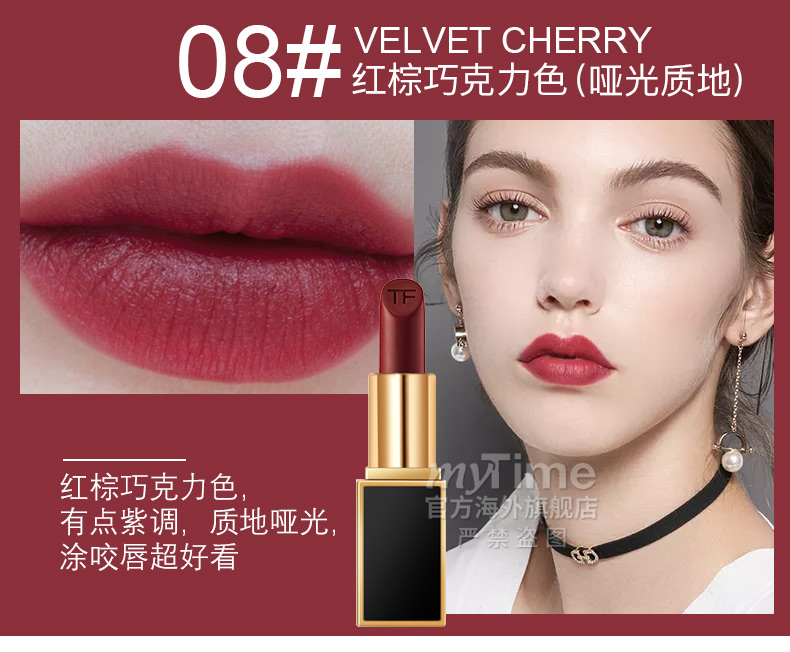 08# VELVET CHERRY
红棕巧克力色(哑光质地)
TF
红棕巧克力色,
有点紫调, 质地哑光,
涂咬唇超好看
myTime
官方海外旗舰店
严禁盗图